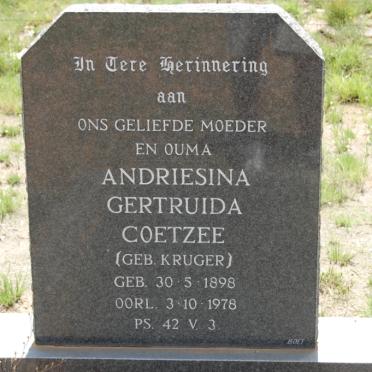 In Tere Herinnering
aan
ONS GELIEFDE MOEDER
EN OUMA
ANDRIESINA
GERTRUIDA
COETZEE
(GEB. KRUGER)
GEB. 30·5·1898
OORL. 3·10·1978
PS. 42 V. 3